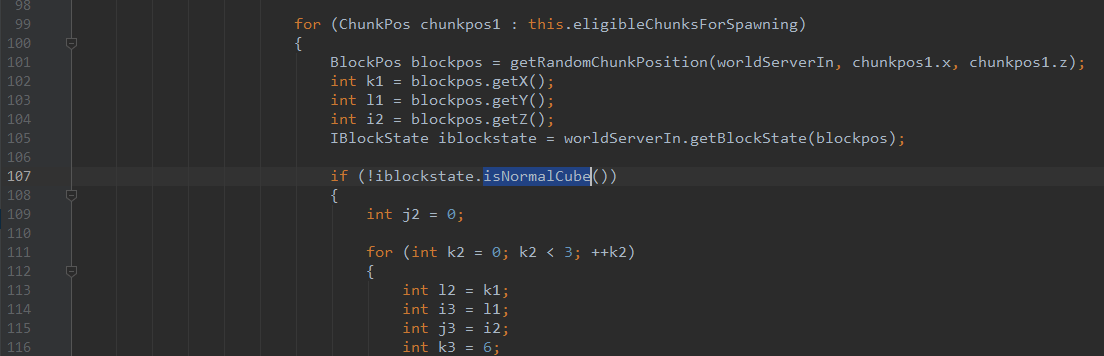 98
99 for (ChunkPos chunkpos1 : this.eligibleChunksForSpawning)
100 {
101 BlockPos blockpos = getRandomChunkPosition(worldServerIn, chunkpos1.x, chunkpos1.z);
102 int k1 = blockpos.getX();
103 int l1 = blockpos.getY();
104 int i2 = blockpos.getZ();
105 IBlockState iblockstate = worldServerIn.getBlockState(blockpos);
106
107 if (!iblockstate.isNormalCube())
108 {
109 int j2 = 0;
110
111 for (int k2 = 0; k2 < 3; ++k2)
112 {
113 int l2 = k1;
114 int i3 = l1;
115 int j3 = i2;
116 int k3 = 6;